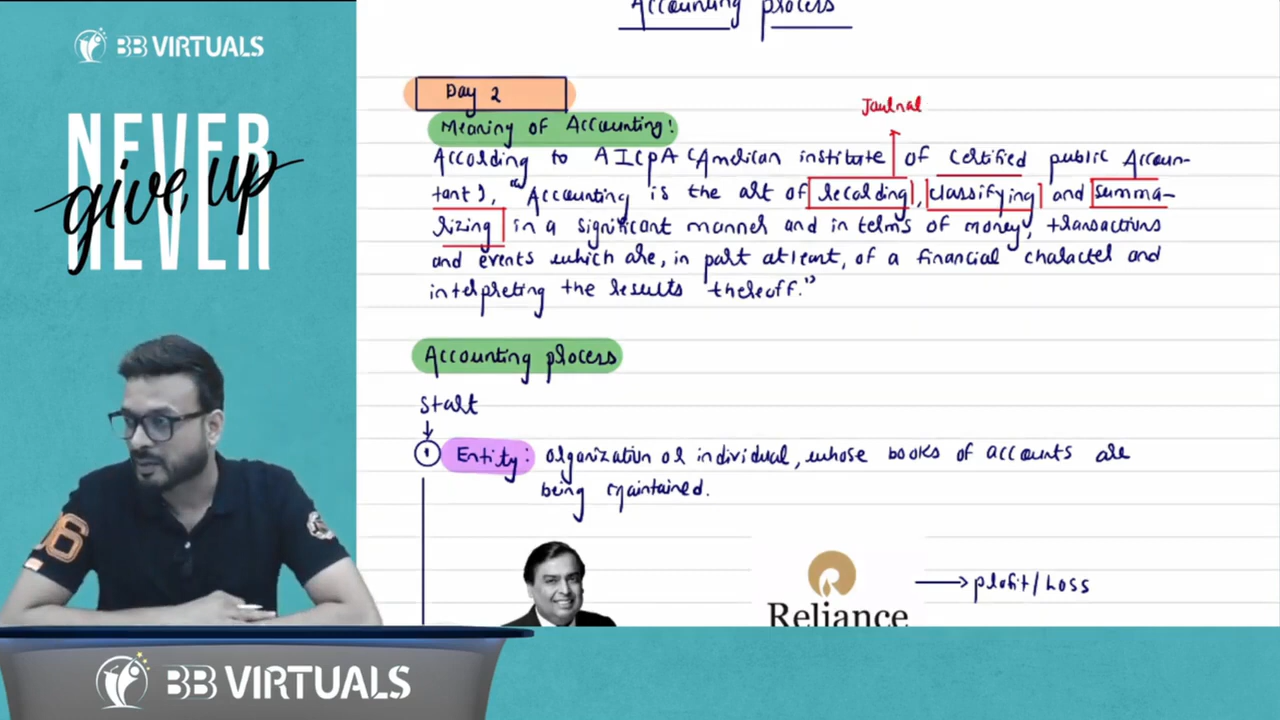 Accounting process
BB VIRTUALS
NEVER
give up
NEVER
Day 2
Meaning of Accounting:
Journal
According to AICPA (American institute of certified public Accoun-
tant), "Accounting is the art of recording, classifying and summa-
rizing in a significant manner and in terms of money, transactions
and events which are, in part atleast, of a financial character and
interpreting the results thereoff."
Accounting process
Start
1 Entity: organization or individual, whose books of accounts are
being maintained.
Reliance
profit/Loss
06
BB VIRTUALS